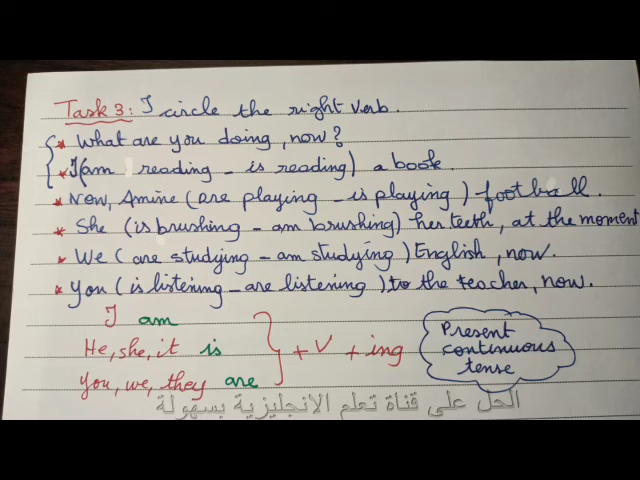 Task 3: I circle the right verb.
* What are you doing, now?
* I (am reading - is reading) a book.
* Now, Amine (are playing - is playing) football.
* She (is brushing - am brushing) her teeth, at the moment
* We (are studying - am studying) English, now.
* You (is listening - are listening) to the teacher, now.
I am
He, she, it is
You, we, they are
+ V + ing
Present
continuous
tense
الحل على قناة تعلم الانجليزية بسهولة